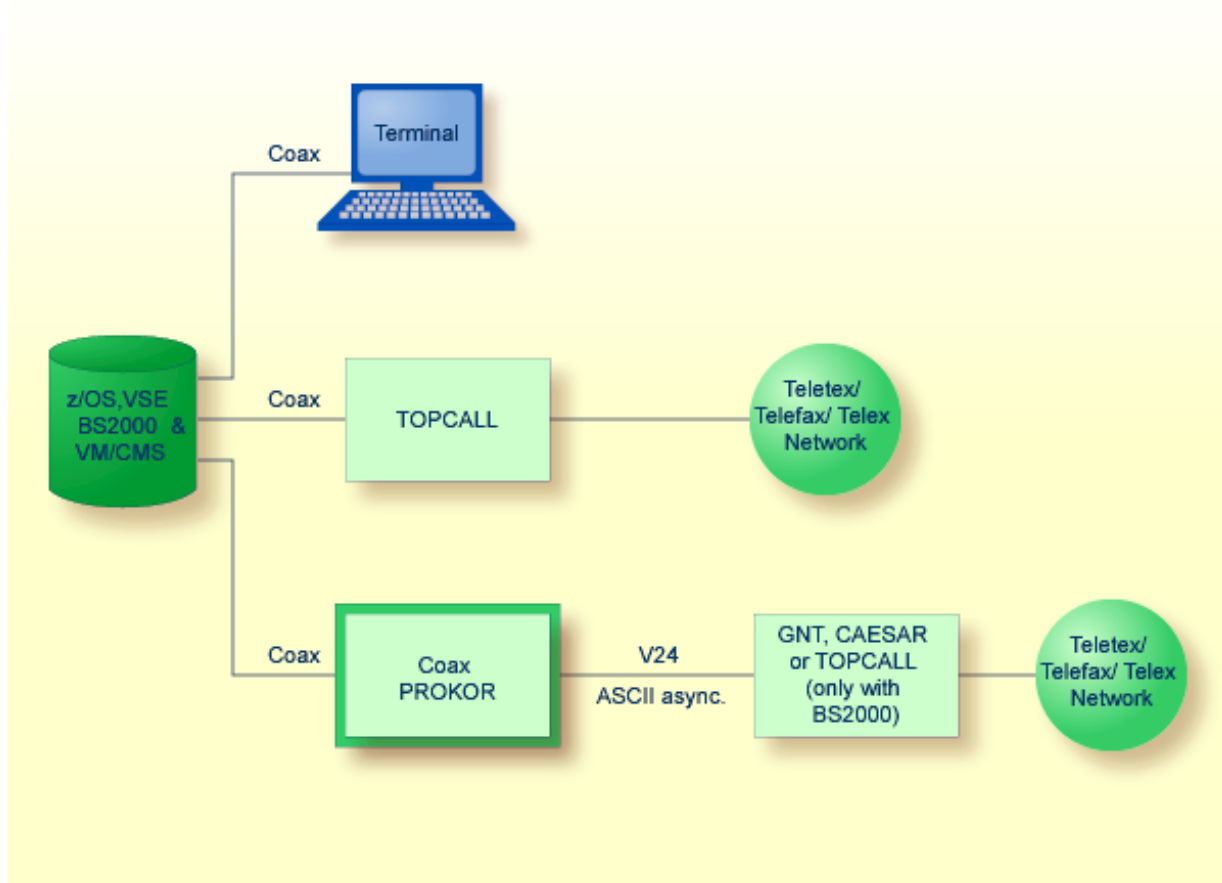 Terminal
Coax
z/OS,VSE
BS2000 &
VM/CMS
Coax
TOPCALL
Teletex/
Telefax/ Telex
Network
Coax
Coax
PROKOR
V24
ASCII async.
GNT, CAESAR
or TOPCALL
(only with
BS2000)
Teletex/
Telefax/ Telex
Network